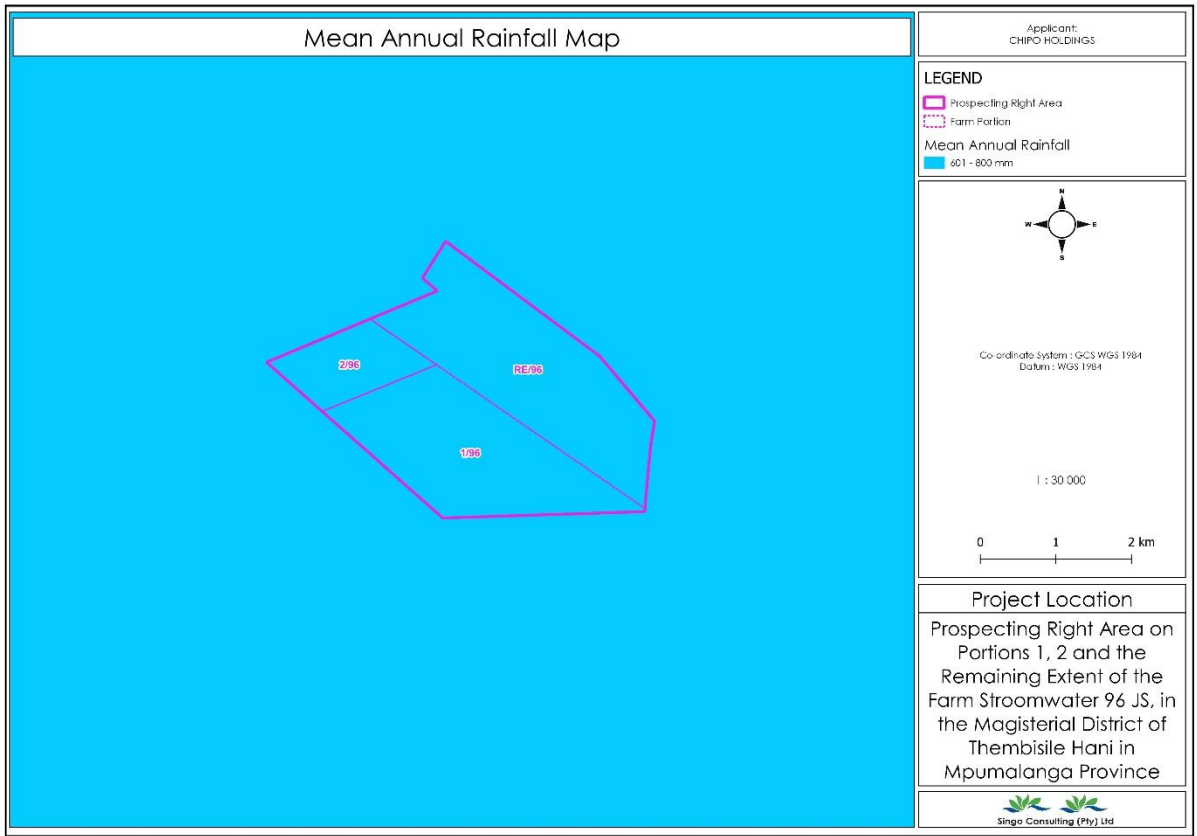 Mean Annual Rainfall Map
2/96
RE/96
1/96
Applicant:
CHIPO HOLDINGS
LEGEND
Prospecting Right Area
Farm Portion
Mean Annual Rainfall
601 - 800 mm
N
W E
S
Co-ordinate System : GCS WGS 1984
Datum : WGS 1984
1 : 30 000
0 1 2 km
Project Location
Prospecting Right Area on
Portions 1, 2 and the
Remaining Extent of the
Farm Stroomwater 96 JS, in
the Magisterial District of
Thembisile Hani in
Mpumalanga Province
Singo Consulting (Pty) Ltd